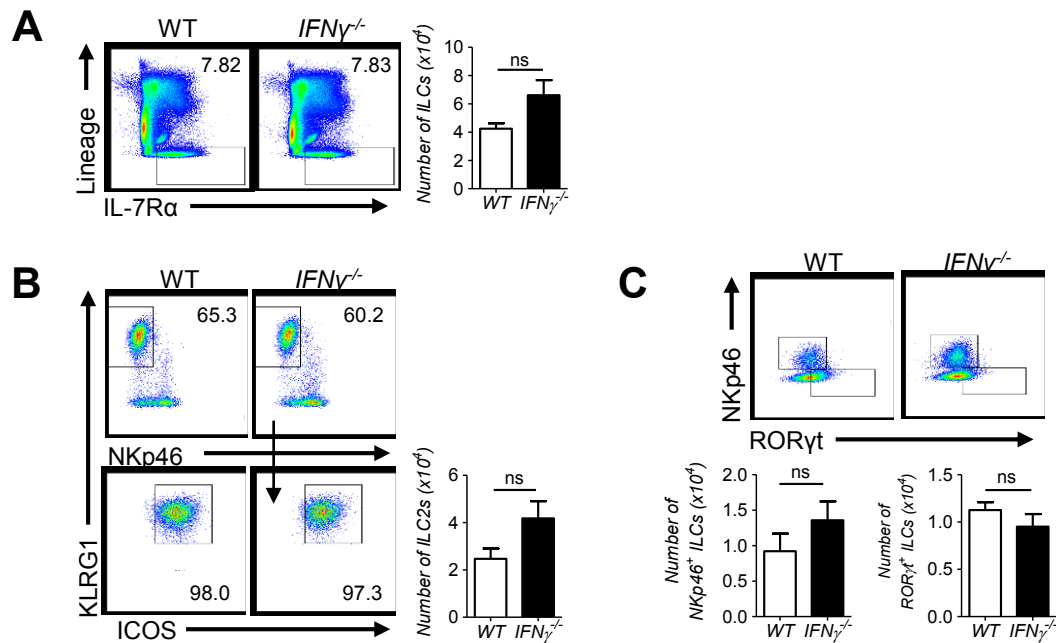 A
WT
IFNγ-/-
7.82
7.83
Lineage
IL-7Rα
Number of ILCs (x10⁴)
10
8
6
4
2
0
ns
WT IFNγ-/-
B
WT
IFNγ-/-
65.3
60.2
KLRG1
NKp46
98.0
97.3
ICOS
Number of ILC2s (x10⁴)
6
4
2
0
ns
WT IFNγ-/-
C
WT
IFNγ-/-
NKp46
RORγt
Number of
NKp46⁺ ILCs (x10⁴)
2.0
1.5
1.0
0.5
0.0
ns
WT IFNγ-/-
Number of
RORγt⁺ ILCs (x10⁴)
1.5
1.0
0.5
0.0
ns
WT IFNγ-/-